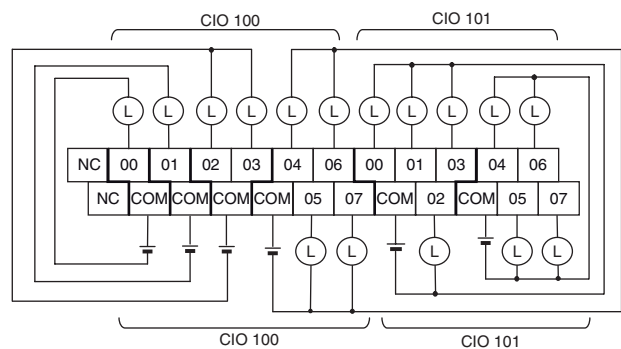 CIO 100 CIO 101
L L L L L L L L L L L
NC 00 01 02 03 04 06 00 01 03 04 06
NC COM COM COM COM 05 07 COM 02 COM 05 07
L L L L L
CIO 100 CIO 101